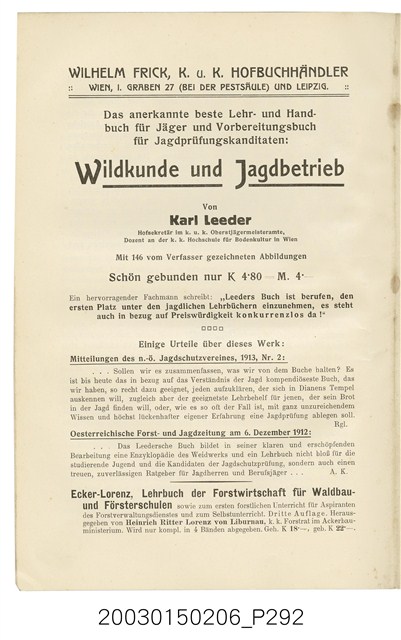 WILHELM FRICK, K. u. K. HOFBUCHHÄNDLER
:: WIEN, I. GRABEN 27 (BEI DER PESTSÄULE) UND LEIPZIG. ::
Das anerkannte beste Lehr- und Hand-
buch für Jäger und Vorbereitungsbuch
für Jagdprüfungskanditaten:
Wildkunde und Jagdbetrieb
Von
Karl Leeder
Hofsekretär im k. u. k. Oberstjägermeisteramte,
Dozent an der k. k. Hochschule für Bodenkultur in Wien
Mit 146 vom Verfasser gezeichneten Abbildungen
Schön gebunden nur K 4·80 — M. 4·—
Ein hervorragender Fachmann schreibt: „Leeders Buch ist berufen, den
ersten Platz unter den jagdlichen Lehrbüchern einzunehmen, es steht
auch in bezug auf Preiswürdigkeit konkurrenzlos da!"
Einige Urteile über dieses Werk:
Mitteilungen des n.-ö. Jagdschutzvereines, 1913, Nr. 2:
. . . Sollen wir es zusammenfassen, was wir von dem Buche halten? Es
ist bis heute das in bezug auf das Verständnis der Jagd kompendiöseste Buch, das
wir haben, so recht dazu geeignet, jeden aufzuklären, der sich in Dianens Tempel
auskennen will, zugleich aber der geeignetste Lehrbehelf für jenen, der sein Brot
in der Jagd finden will, oder, wie es so oft der Fall ist, mit ganz unzureichendem
Wissen und höchst lückenhafter eigener Erfahrung eine Jagdprüfung ablegen soll.
Rgl.
Oesterreichische Forst- und Jagdzeitung am 6. Dezember 1912:
. . . Das Leedersche Buch bildet in seiner klaren und erschöpfenden
Bearbeitung eine Enzyklopädie des Weidwerks und ein Lehrbuch nicht bloß für die
studierende Jugend und die Kandidaten der Jagdschutzprüfung, sondern auch einen
treuen, zuverlässigen Ratgeber für Jagdherren und Berufsjäger . . . A. K.
Ecker-Lorenz, Lehrbuch der Forstwirtschaft für Waldbau-
und Försterschulen sowie zum ersten forstlichen Unterricht für Aspiranten
des Forstverwaltungsdienstes und zum Selbstunterricht. Dritte Auflage. Heraus-
gegeben von Heinrich Ritter Lorenz von Liburnau, k. k. Forstrat im Ackerbau-
ministerium. Wird nur kompl. in 4 Bänden abgegeben. Geh. K 18·—, geb. K 22·—.
20030150206_P292